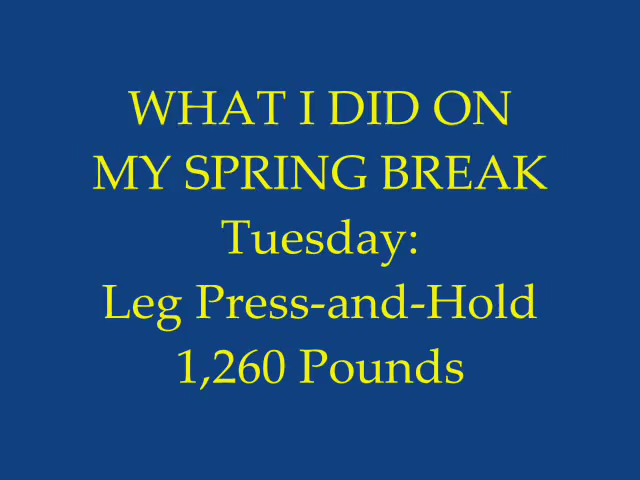 WHAT I DID ON
MY SPRING BREAK
Tuesday:
Leg Press-and-Hold
1,260 Pounds